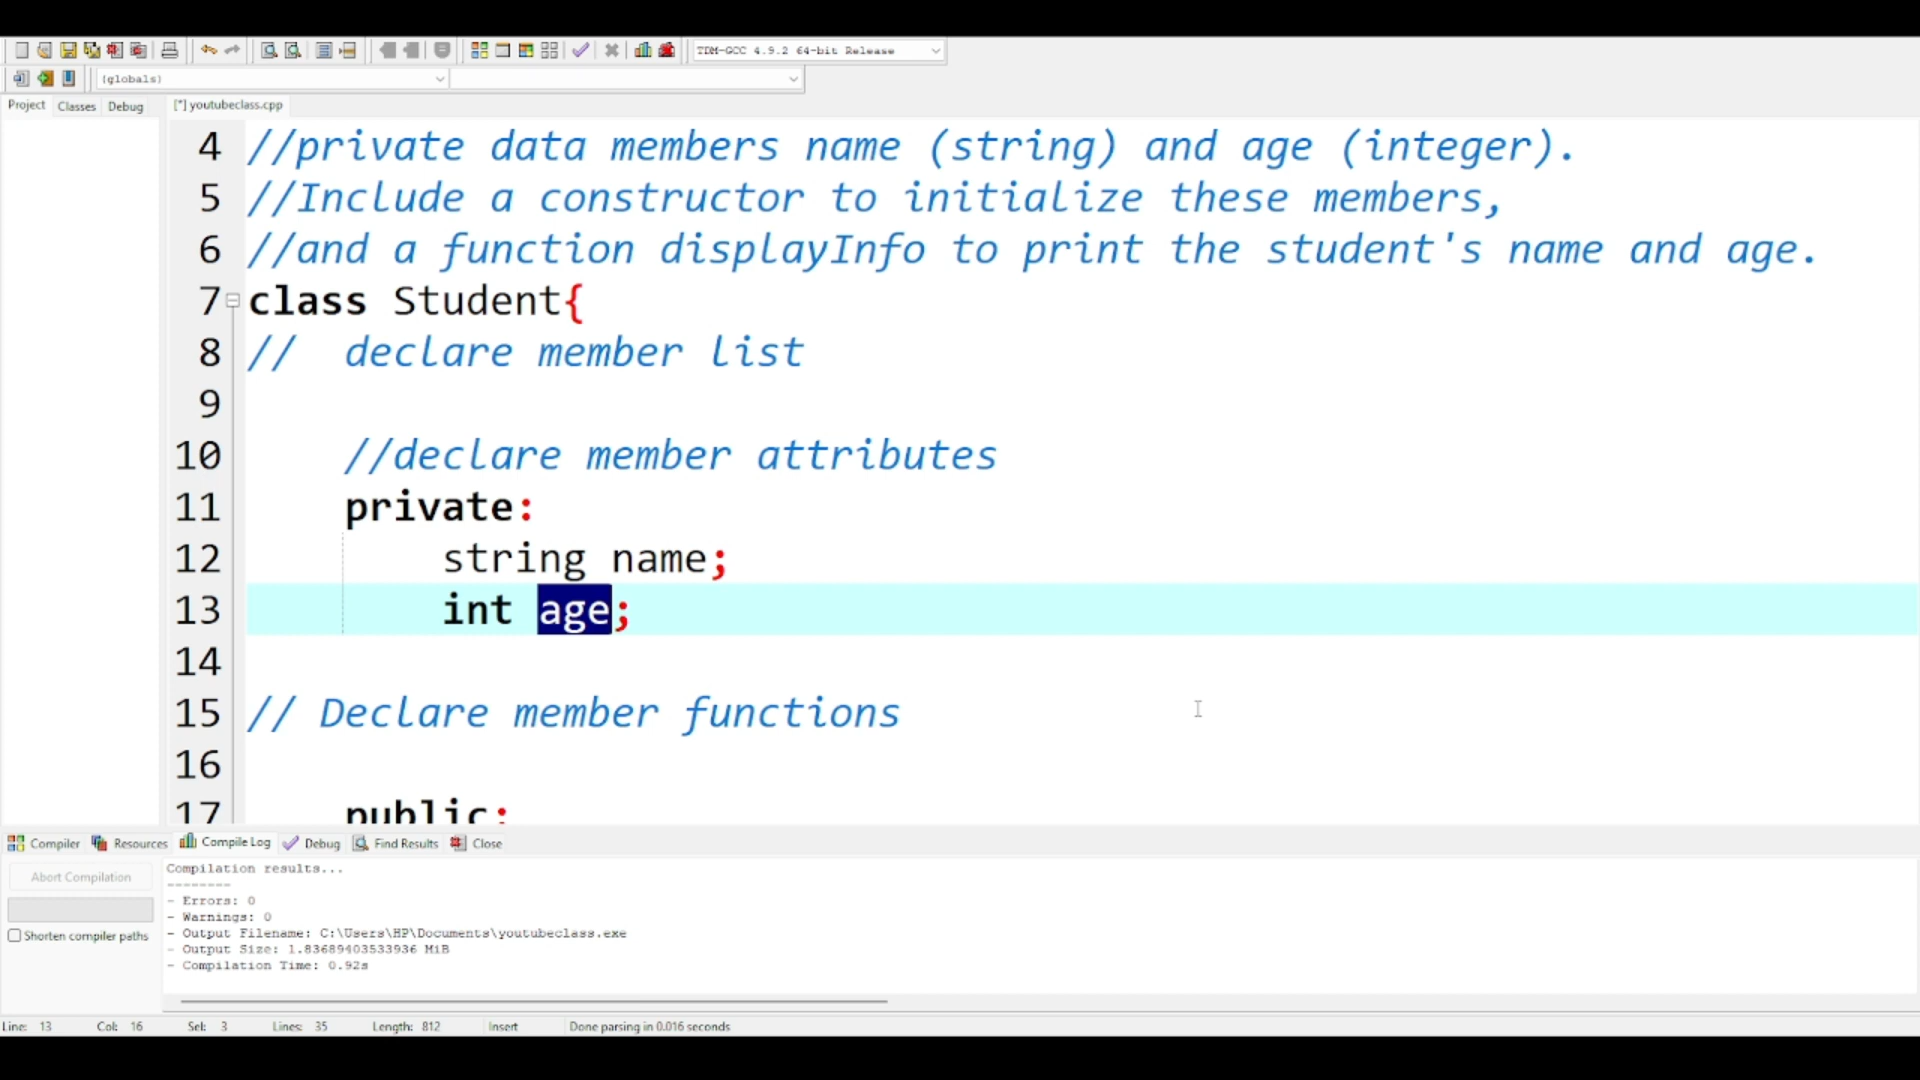 TDM-GCC 4.9.2 64-bit Release
(globals)
Project Classes Debug [*] youtubeclass.cpp
4 //private data members name (string) and age (integer).
5 //Include a constructor to initialize these members,
6 //and a function displayInfo to print the student's name and age.
7 class Student{
8 //  declare member list
9
10 //declare member attributes
11 private:
12 string name;
13 int age;
14
15 // Declare member functions
16
17 public:
Compiler Resources Compile Log Debug Find Results Close
Abort Compilation
Shorten compiler paths
Compilation results...
--------
- Errors: 0
- Warnings: 0
- Output Filename: C:\Users\HP\Documents\youtubeclass.exe
- Output Size: 1.83689403533936 MiB
- Compilation Time: 0.92s
Line: 13 Col: 16 Sel: 3 Lines: 35 Length: 812 Insert Done parsing in 0.016 seconds